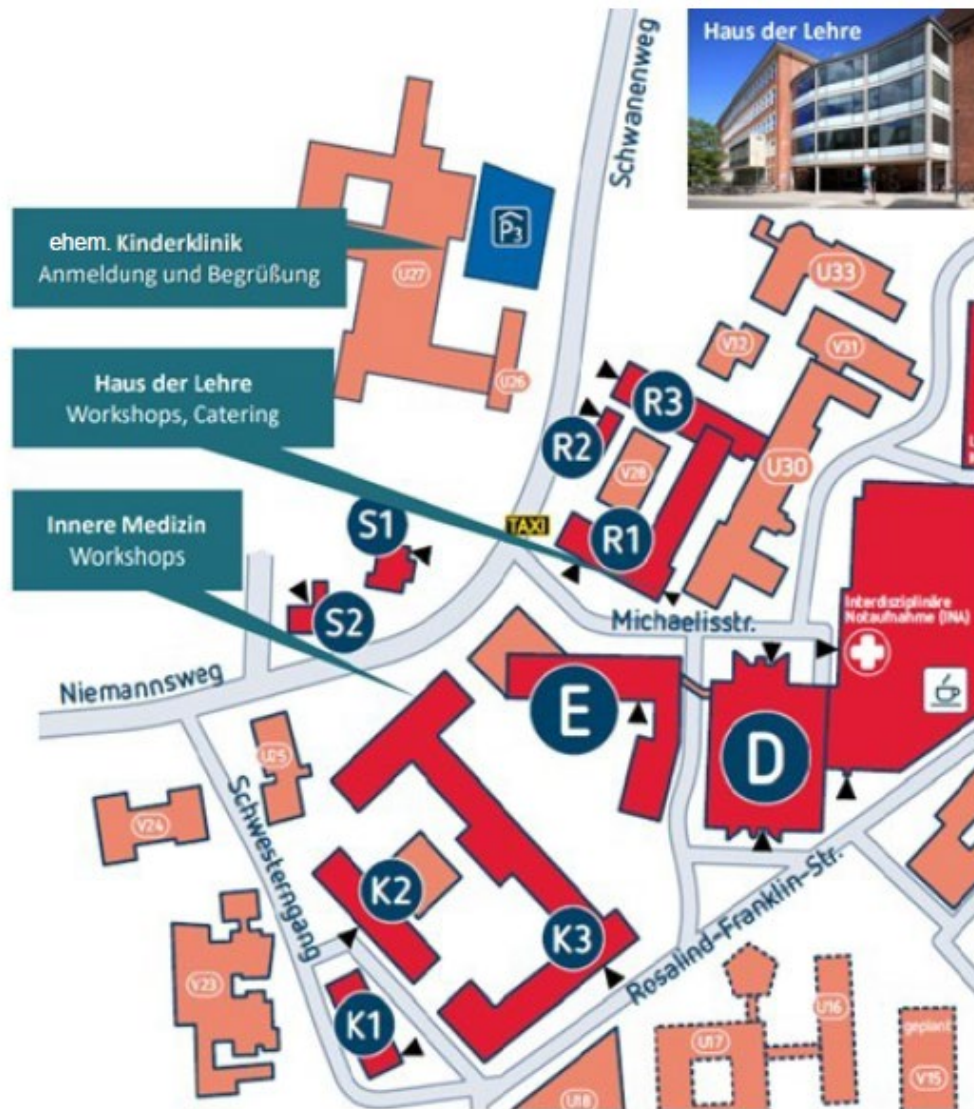 Haus der Lehre
Schwanenweg
P3
ehem. Kinderklinik
Anmeldung und Begrüßung
U27
U33
V32
V31
Haus der Lehre
Workshops, Catering
U26
R3
R2
V28
U30
Innere Medizin
Workshops
S1
TAXI
R1
S2
Michaelisstr.
Interdisziplinäre
Notaufnahme (INA)
Niemannsweg
E
D
U25
Schwesterngang
V24
K2
K3
Rosalind-Franklin-Str.
V23
K1
U16
U17
geplant
V15
U18